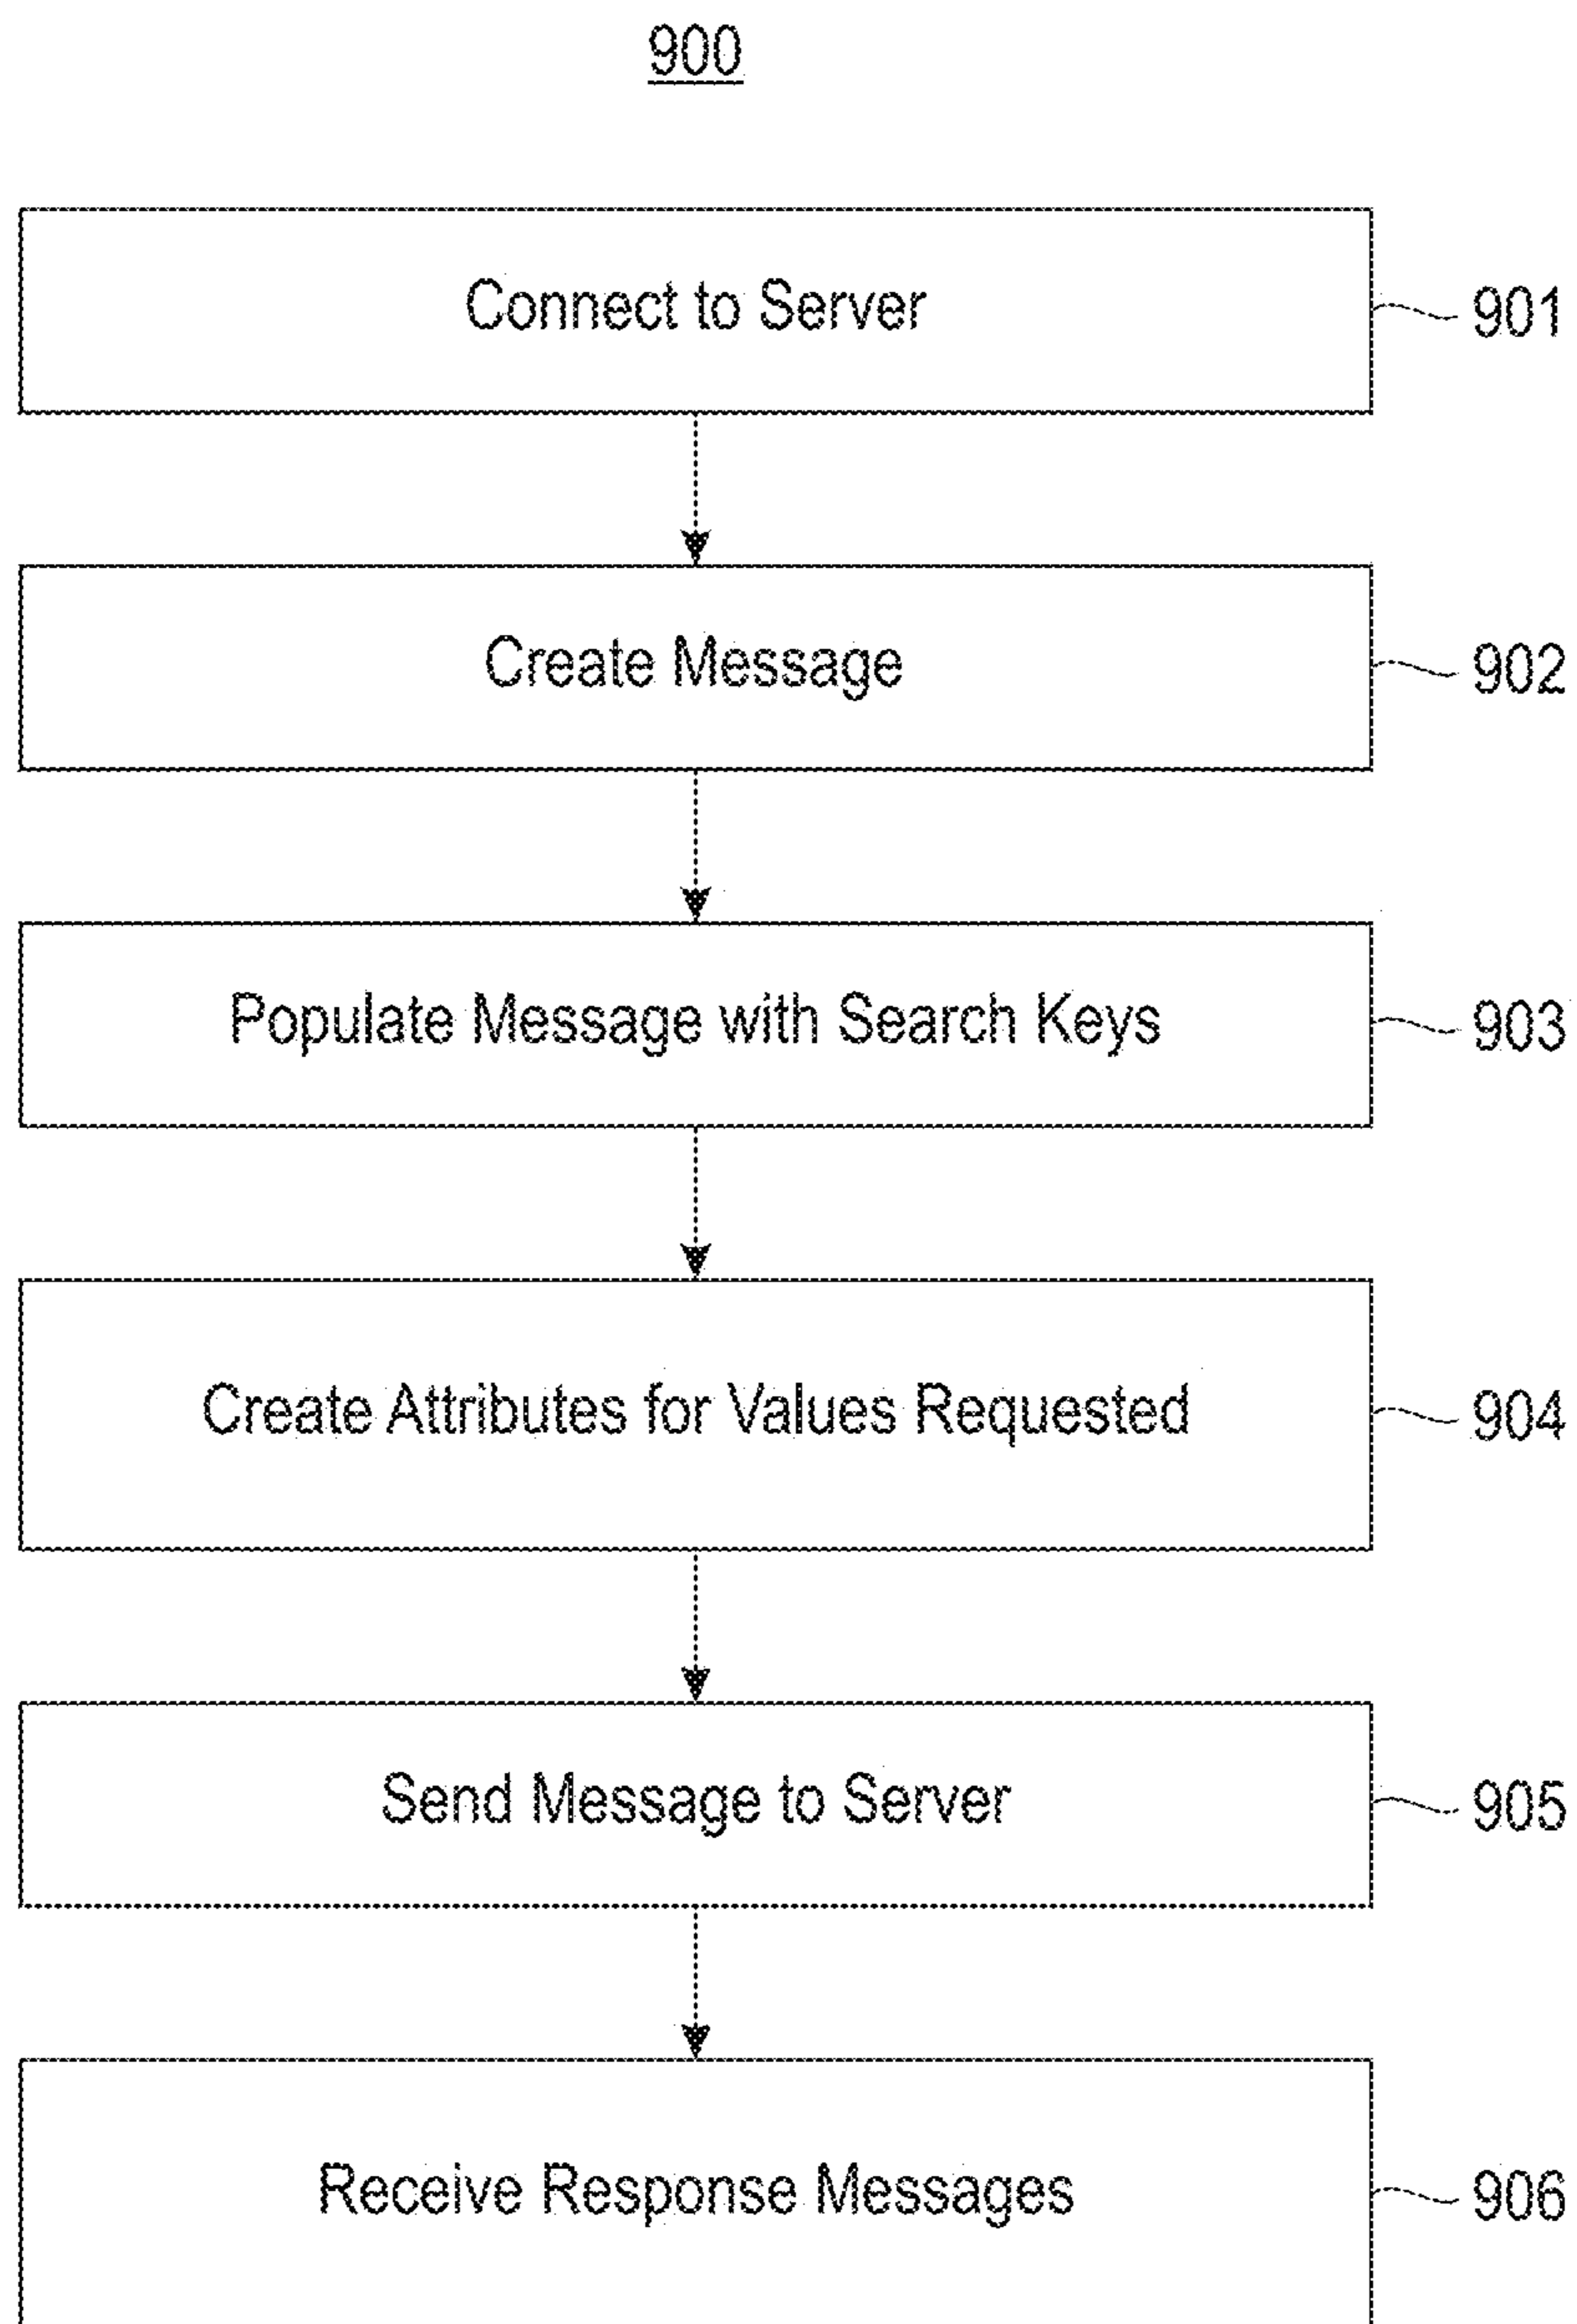 900
Connect to Server
901
Create Message
902
Populate Message with Search Keys
903
Create Attributes for Values Requested
904
Send Message to Server
905
Receive Response Messages
906